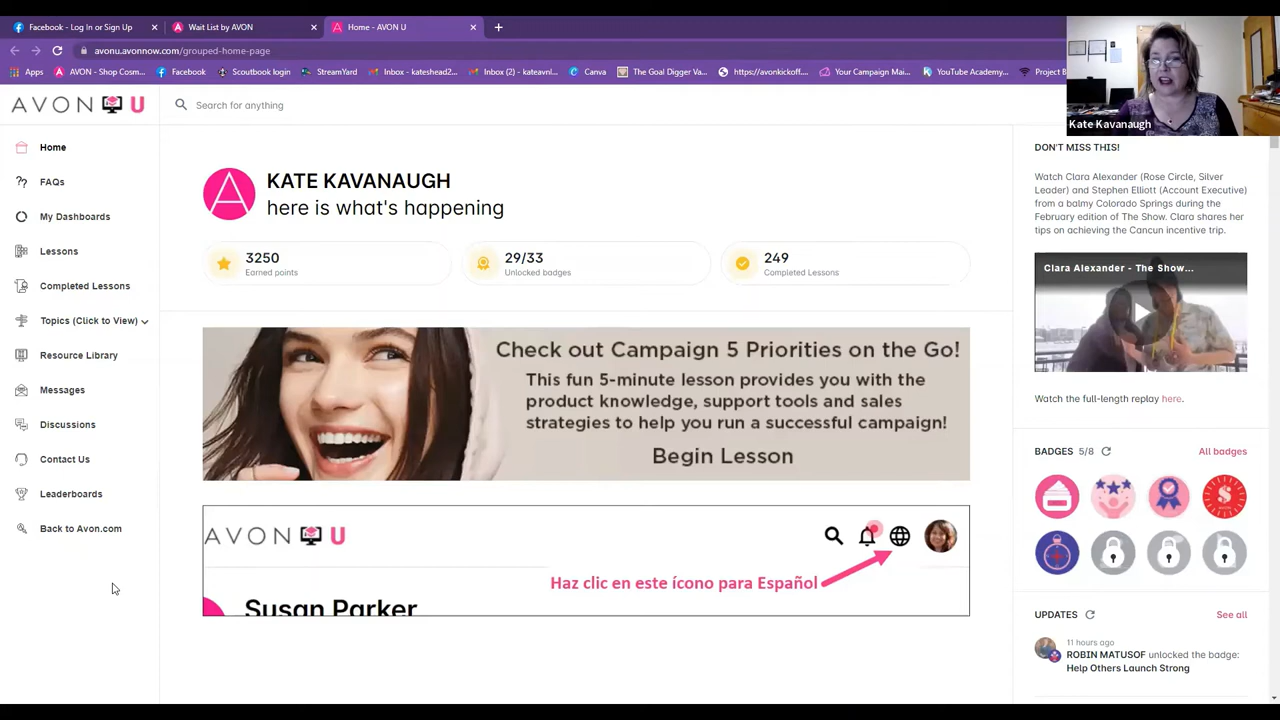 Facebook - Log In or Sign Up
Wait List by AVON
Home - AVON U
avonu.avonnow.com/grouped-home-page
Apps
AVON - Shop Cosm...
Facebook
Scoutbook login
StreamYard
Inbox - kateshead2...
Inbox (2) - kateavnl...
Canva
The Goal Digger Va...
https://avonkickoff....
Your Campaign Mai...
YouTube Academy...
Project B
Kate Kavanaugh
AVON U
Search for anything
Home
FAQs
My Dashboards
Lessons
Completed Lessons
Topics (Click to View)
Resource Library
Messages
Discussions
Contact Us
Leaderboards
Back to Avon.com
KATE KAVANAUGH
here is what's happening
3250
Earned points
29/33
Unlocked badges
249
Completed Lessons
Check out Campaign 5 Priorities on the Go!
This fun 5-minute lesson provides you with the
product knowledge, support tools and sales
strategies to help you run a successful campaign!
Begin Lesson
AVON U
Haz clic en este ícono para Español
Susan Parker
DON'T MISS THIS!
Watch Clara Alexander (Rose Circle, Silver
Leader) and Stephen Elliott (Account Executive)
from a balmy Colorado Springs during the
February edition of The Show. Clara shares her
tips on achieving the Cancun incentive trip.
Clara Alexander - The Show...
Watch the full-length replay here.
BADGES 5/8
All badges
UPDATES
See all
11 hours ago
ROBIN MATUSOF unlocked the badge:
Help Others Launch Strong